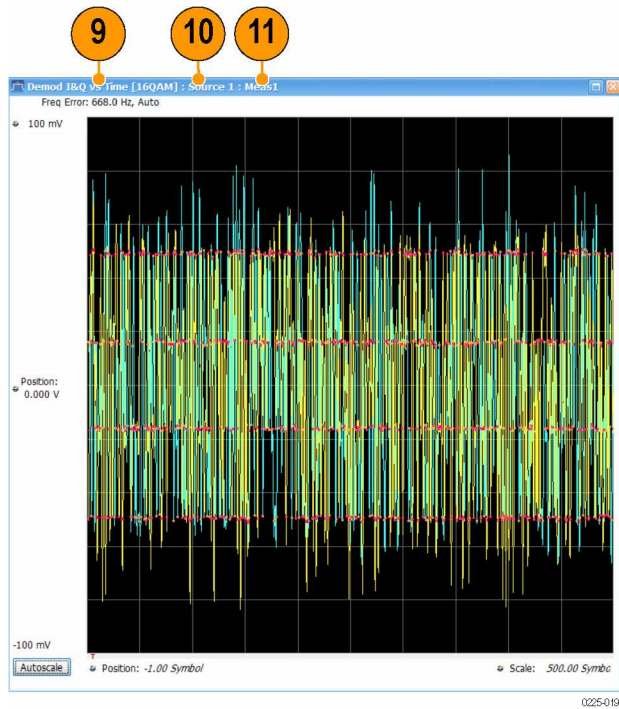 9 10 11
Demod I&Q vs Time [16QAM] : Source 1 : Meas1
Freq Error: 668.0 Hz, Auto
100 mV
Position:
0.000 V
-100 mV
Autoscale
T
Position: -1.00 Symbol
Scale: 500.00 Symbo
0225-019